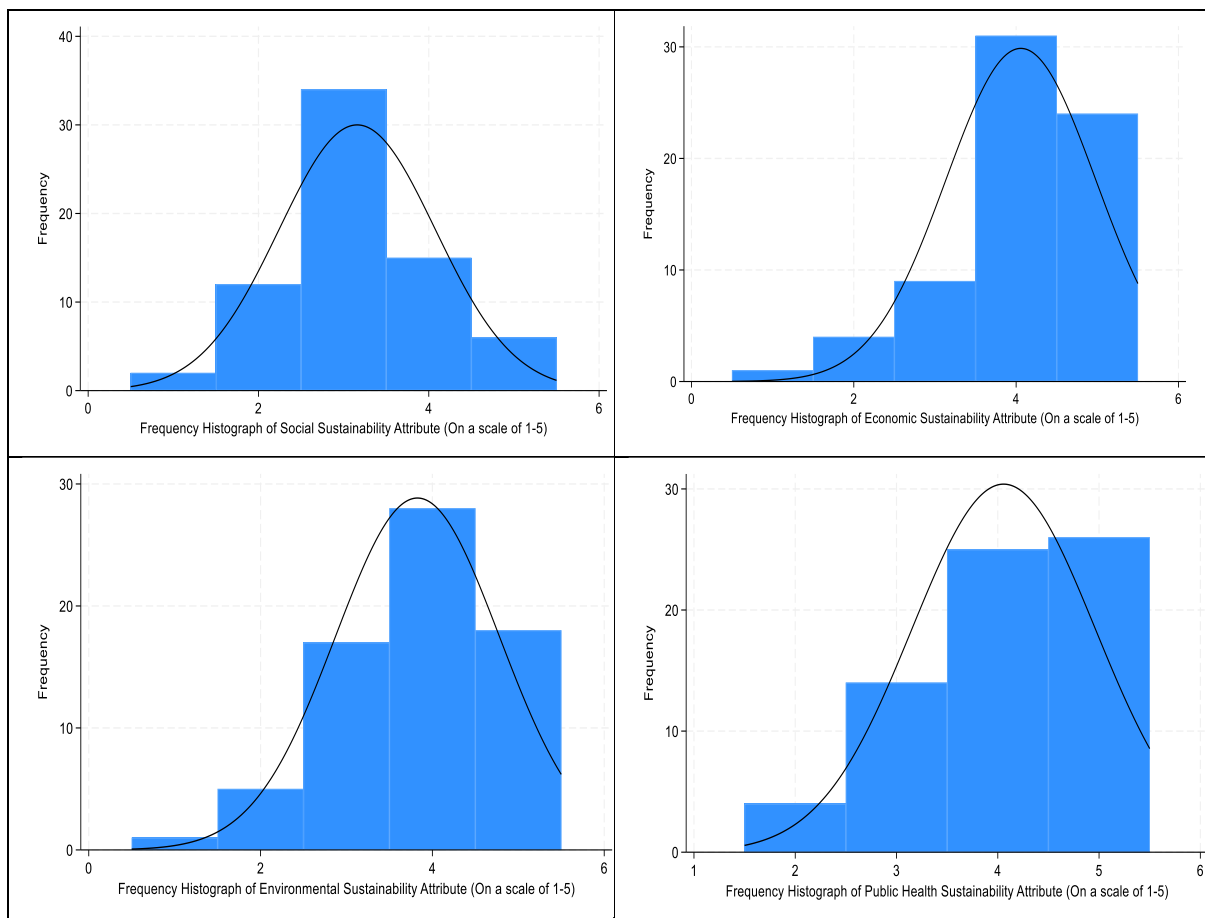 40
30
20
10
0
Frequency
0 2 4 6
Frequency Histograph of Social Sustainability Attribute (On a scale of 1-5)
30
20
10
0
Frequency
0 2 4 6
Frequency Histograph of Economic Sustainability Attribute (On a scale of 1-5)
30
20
10
0
Frequency
0 2 4 6
Frequency Histograph of Environmental Sustainability Attribute (On a scale of 1-5)
30
20
10
0
Frequency
1 2 3 4 5 6
Frequency Histograph of Public Health Sustainability Attribute (On a scale of 1-5)